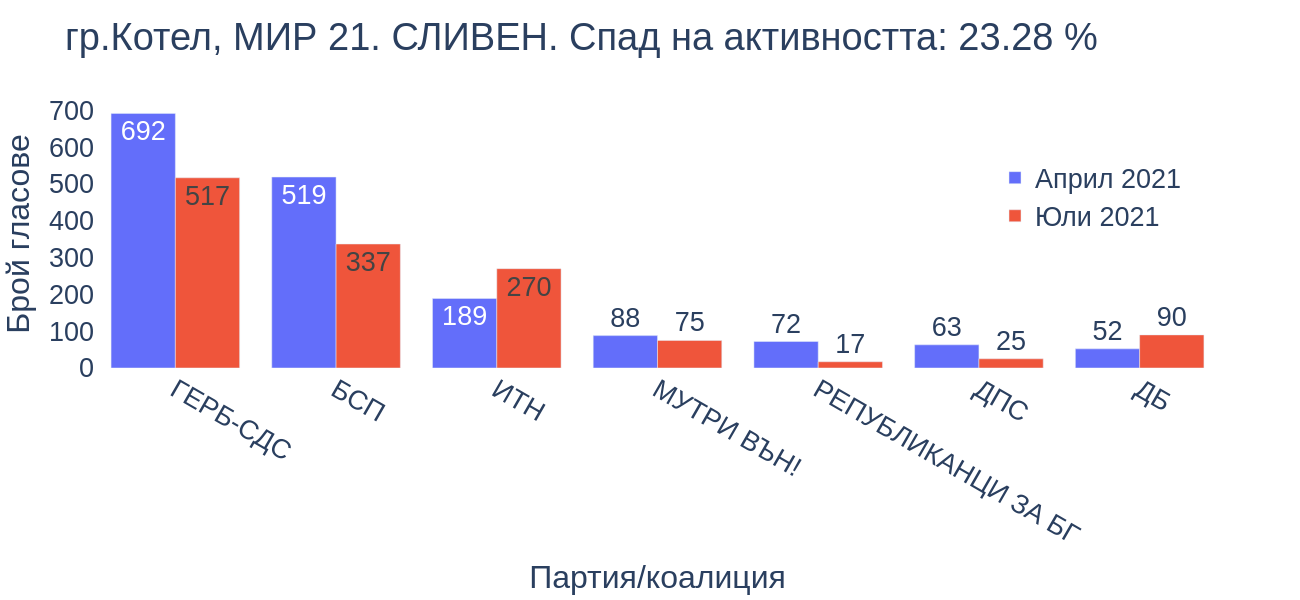 гр.Котел, МИР 21. СЛИВЕН. Спад на активността: 23.28 %
Брой гласове
700
600
500
400
300
200
100
0
692
517
519
337
189
270
88
75
72
17
63
25
52
90
Април 2021
Юли 2021
ГЕРБ-СДС
БСП
ИТН
МУТРИ ВЪН!
РЕПУБЛИКАНЦИ ЗА БГ
ДПС
ДБ
Партия/коалиция